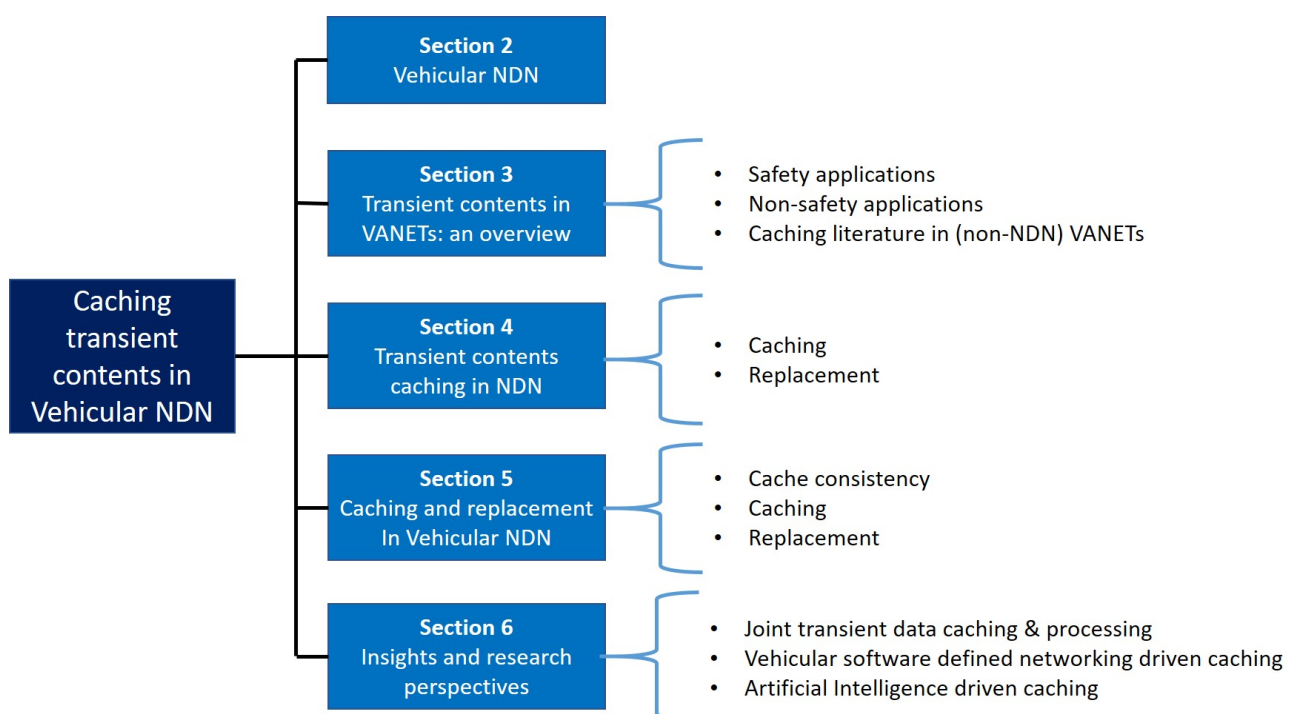 Caching
transient
contents in
Vehicular NDN
Section 2
Vehicular NDN
Section 3
Transient contents in
VANETs: an overview
• Safety applications
• Non-safety applications
• Caching literature in (non-NDN) VANETs
Section 4
Transient contents
caching in NDN
• Caching
• Replacement
Section 5
Caching and replacement
In Vehicular NDN
• Cache consistency
• Caching
• Replacement
Section 6
Insights and research
perspectives
• Joint transient data caching & processing
• Vehicular software defined networking driven caching
• Artificial Intelligence driven caching